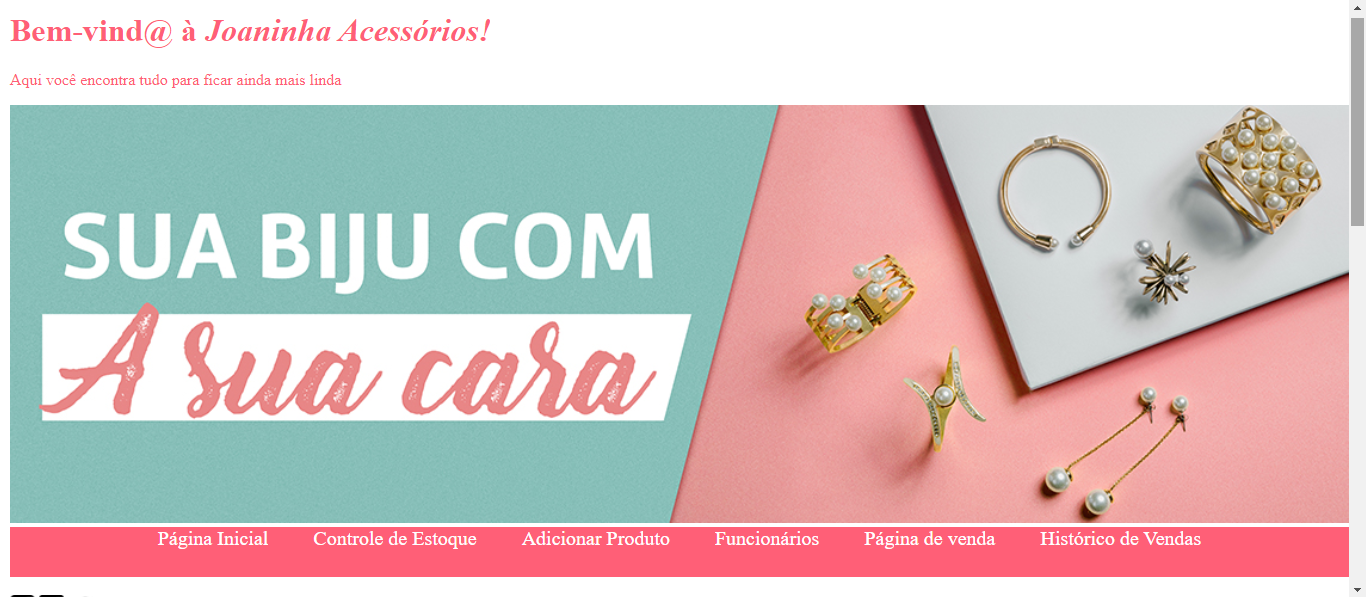 Bem-vind@ à Joaninha Acessórios!
Aqui você encontra tudo para ficar ainda mais linda
SUA BIJU COM
A sua cara
Página Inicial Controle de Estoque Adicionar Produto Funcionários Página de venda Histórico de Vendas